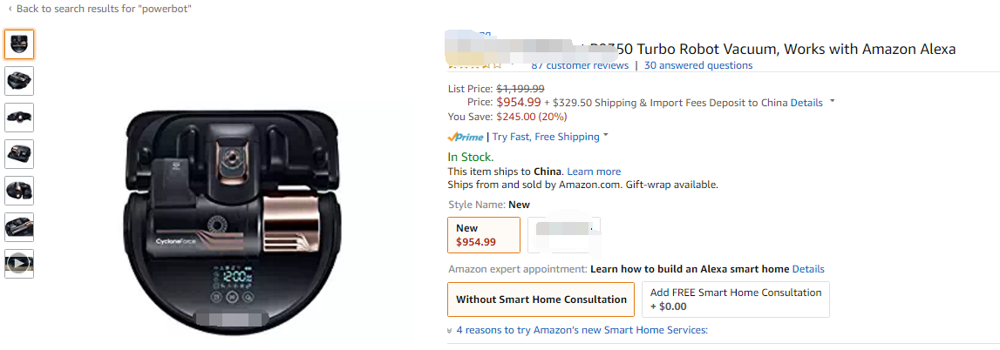 ‹ Back to search results for "powerbot"
50 Turbo Robot Vacuum, Works with Amazon Alexa
87 customer reviews | 30 answered questions
List Price: $1,199.99
Price: $954.99 + $329.50 Shipping & Import Fees Deposit to China Details
You Save: $245.00 (20%)
Prime | Try Fast, Free Shipping
In Stock.
This item ships to China. Learn more
Ships from and sold by Amazon.com. Gift-wrap available.
Style Name: New
New
$954.99
CycloneForce
12:00
Amazon expert appointment: Learn how to build an Alexa smart home Details
Without Smart Home Consultation
Add FREE Smart Home Consultation
+ $0.00
4 reasons to try Amazon's new Smart Home Services: